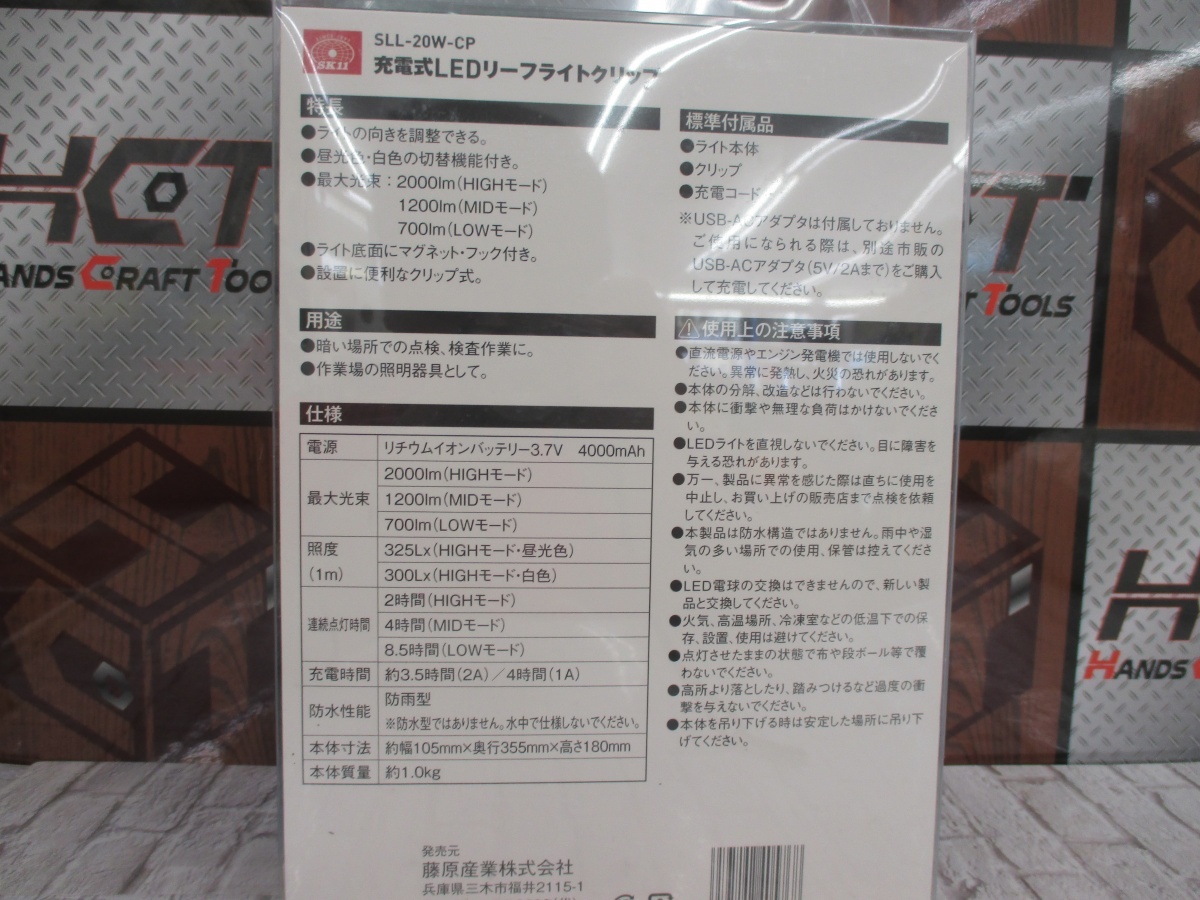 SINCE 1967
SK11
SLL-20W-CP
充電式LEDリーフライトクリップ
特長
●ライトの向きを調整できる。
●昼光色・白色の切替機能付き。
●最大光束：2000lm(HIGHモード)
1200lm(MIDモード)
700lm(LOWモード)
●ライト底面にマグネット・フック付き。
●設置に便利なクリップ式。
用途
●暗い場所での点検、検査作業に。
●作業場の照明器具として。
仕様
電源 リチウムイオンバッテリー3.7V 4000mAh
最大光束 2000lm(HIGHモード)
1200lm(MIDモード)
700lm(LOWモード)
照度 325Lx(HIGHモード・昼光色)
(1m) 300Lx(HIGHモード・白色)
連続点灯時間 2時間(HIGHモード)
4時間(MIDモード)
8.5時間(LOWモード)
充電時間 約3.5時間(2A)／4時間(1A)
防水性能 防雨型
※防水型ではありません。水中で仕様しないでください。
本体寸法 約幅105mm×奥行355mm×高さ180mm
本体質量 約1.0kg
標準付属品
●ライト本体
●クリップ
●充電コード
※USB-ACアダプタは付属しておりません。
ご使用になられる際は、別途市販の
USB-ACアダプタ(5V/2Aまで)をご購入
して充電してください。
⚠使用上の注意事項
●直流電源やエンジン発電機では使用しないでく
ださい。異常に発熱し、火災の恐れがあります。
●本体の分解、改造などは行わないでください。
●本体に衝撃や無理な負荷はかけないでくださ
い。
●LEDライトを直視しないでください。目に障害を
与える恐れがあります。
●万一、製品に異常を感じた際は直ちに使用を
中止し、お買い上げの販売店まで点検を依頼
してください。
●本製品は防水構造ではありません。雨中や湿
気の多い場所での使用、保管は控えてくださ
い。
●LED電球の交換はできませんので、新しい製
品と交換してください。
●火気、高温場所、冷凍室などの低温下での保
存、設置、使用は避けてください。
●点灯させたままの状態で布や段ボール等で覆
わないでください。
●高所より落としたり、踏みつけるなど過度の衝
撃を与えないでください。
●本体を吊り下げる時は安定した場所に吊り下
げてください。
発売元
藤原産業株式会社
兵庫県三木市福井2115-1
HCT
HANDS CRAFT TOO
T
TOOLS
H
HANDS